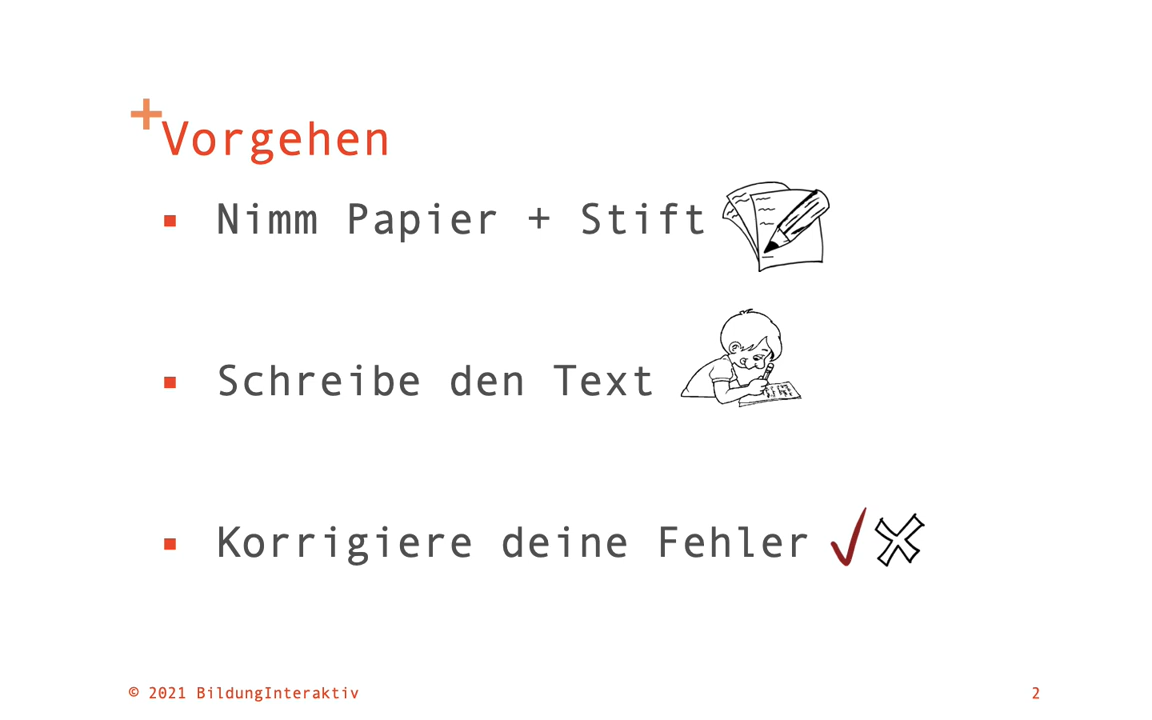 +
Vorgehen
▪ Nimm Papier + Stift
▪ Schreibe den Text
▪ Korrigiere deine Fehler
© 2021 BildungInteraktiv
2